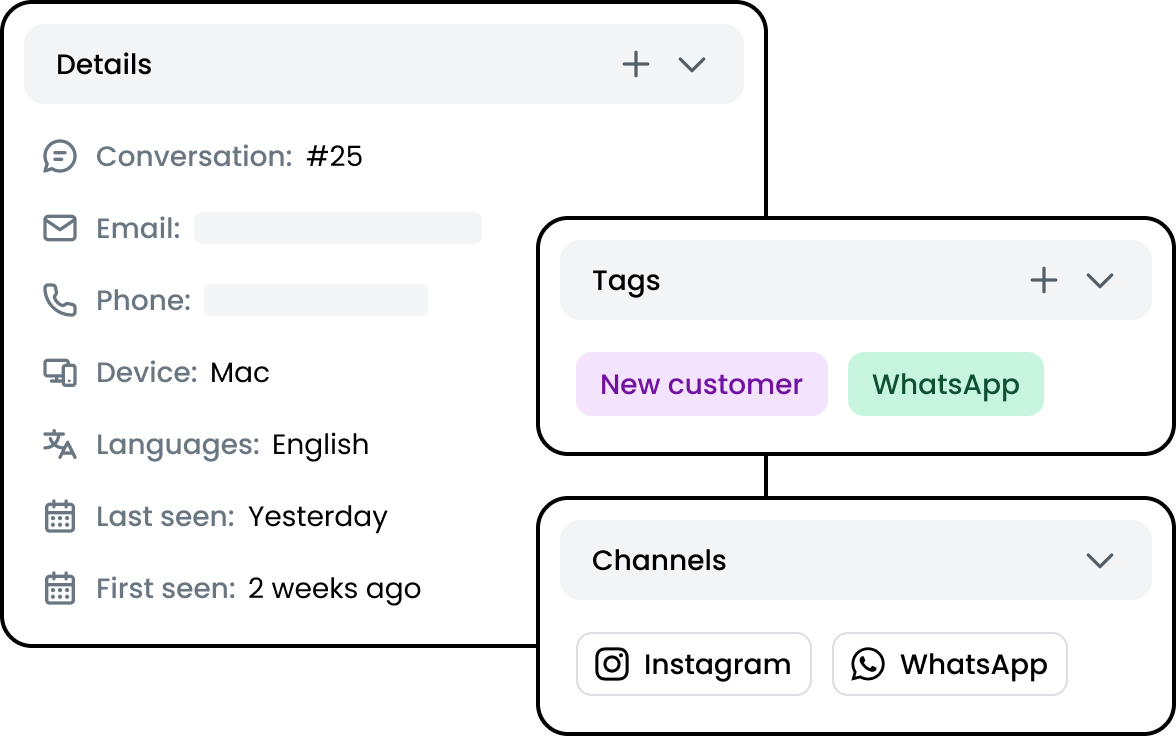 Details
Conversation: #25
Email:
Phone:
Device: Mac
Languages: English
Last seen: Yesterday
First seen: 2 weeks ago
Tags
New customer
WhatsApp
Channels
Instagram
WhatsApp